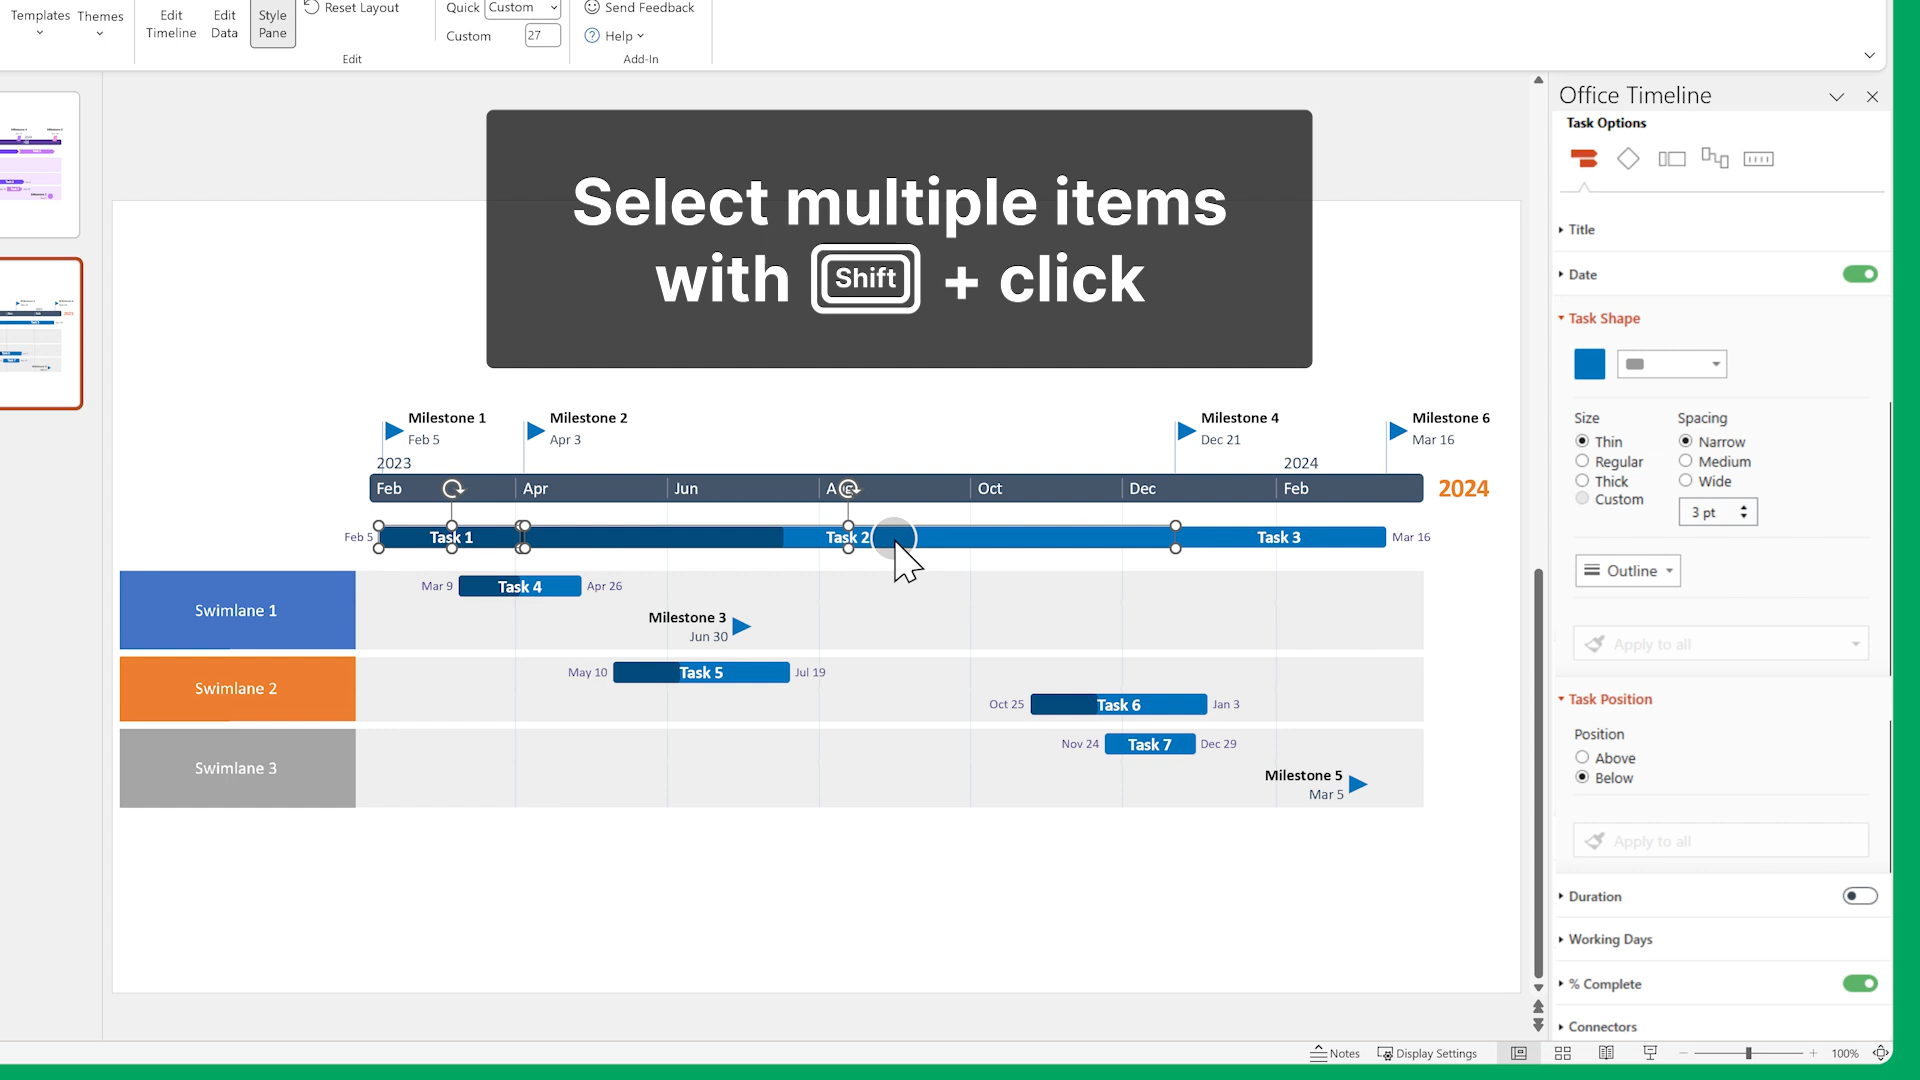 Templates
Themes
Edit
Timeline
Edit
Data
Style
Pane
Reset Layout
Edit
Quick
Custom
Custom
27
Send Feedback
Help
Add-In
Select multiple items
with Shift + click
Milestone 1
Feb 5
Milestone 2
Apr 3
Milestone 4
Dec 21
Milestone 6
Mar 16
2023
2024
Feb
Apr
Jun
Oct
Dec
Feb
2024
Feb 5
Task 1
Task 2
Task 3
Mar 16
Swimlane 1
Mar 9
Task 4
Apr 26
Milestone 3
Jun 30
Swimlane 2
May 10
Task 5
Jul 19
Oct 25
Task 6
Jan 3
Swimlane 3
Nov 24
Task 7
Dec 29
Milestone 5
Mar 5
Office Timeline
Task Options
Title
Date
Task Shape
Size
Spacing
Thin
Narrow
Regular
Medium
Thick
Wide
Custom
3 pt
Outline
Apply to all
Task Position
Position
Above
Below
Apply to all
Duration
Working Days
% Complete
Connectors
Notes
Display Settings
100%